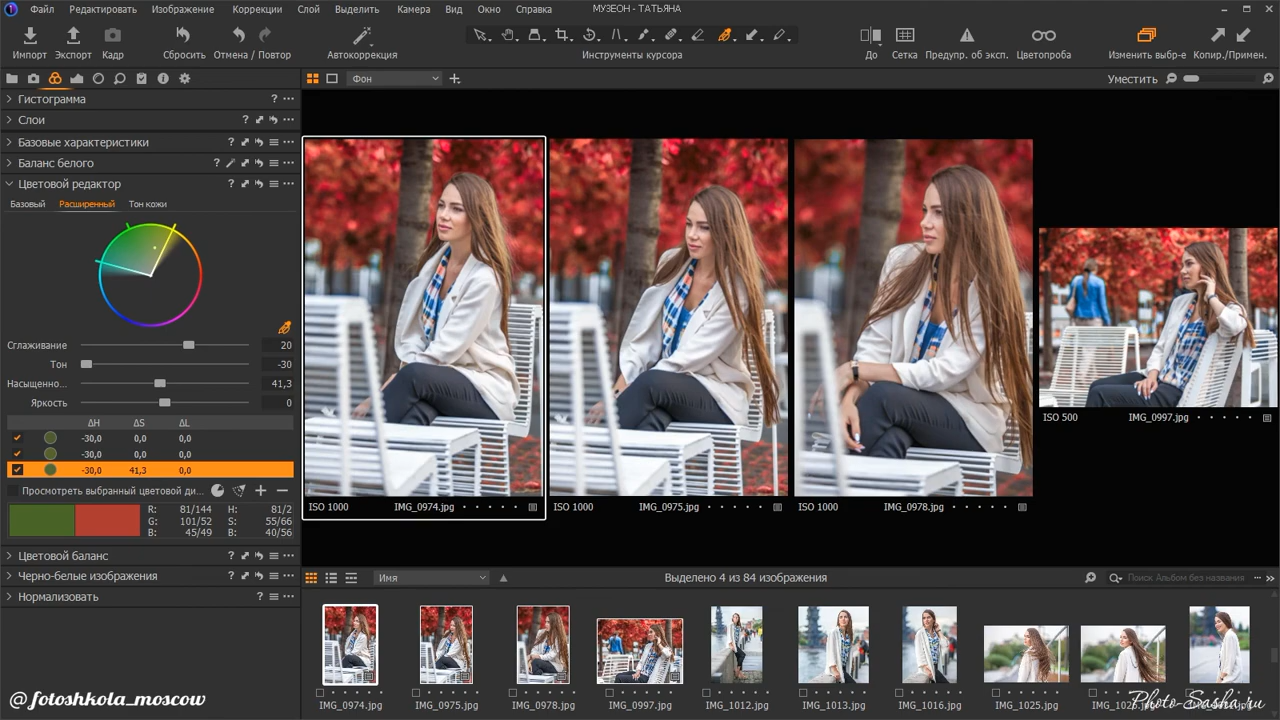 Файл Редактировать Изображение Коррекции Слой Выделить Камера Вид Окно Справка МУЗЕОН - ТАТЬЯНА
Импорт Экспорт Кадр Сбросить Отмена / Повтор Автокоррекция Инструменты курсора До Сетка Предупр. об эксп. Цветопроба Изменить выбр-е Копир./Примен.
Фон Уместить
Гистограмма
Слои
Базовые характеристики
Баланс белого
Цветовой редактор
Базовый Расширенный Тон кожи
Сглаживание 20
Тон -30
Насыщенно... 41,3
Яркость 0
ΔH ΔS ΔL
-30,0 0,0 0,0
-30,0 0,0 0,0
-30,0 41,3 0,0
Просмотреть выбранный цветовой ди...
R: 81/144 H: 81/2
G: 101/52 S: 55/66
B: 45/49 B: 40/56
Цветовой баланс
Черно-белые изображения
Нормализовать
ISO 1000 IMG_0974.jpg
ISO 1000 IMG_0975.jpg
ISO 1000 IMG_0978.jpg
ISO 500 IMG_0997.jpg
Имя Выделено 4 из 84 изображения Поиск Альбом без названия
IMG_0974.jpg IMG_0975.jpg IMG_0978.jpg IMG_0997.jpg IMG_1012.jpg IMG_1013.jpg IMG_1016.jpg IMG_1025.jpg
@fotoshkola_moscow
Photo-Sasha.ru